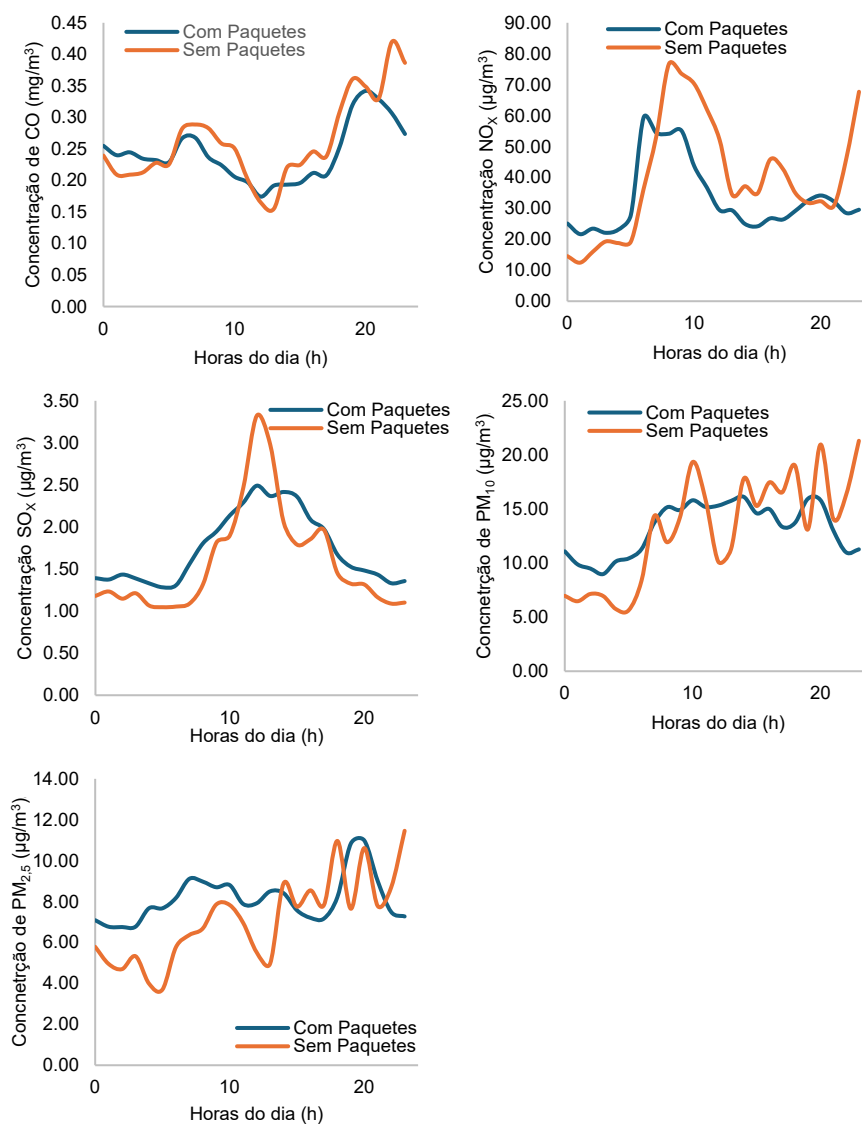 Concentração de CO (mg/m³)
0.45
0.40
0.35
0.30
0.25
0.20
0.15
0.10
0.05
0.00
Com Paquetes
Sem Paquetes
0 10 20
Horas do dia (h)
Concentração NOX (µg/m³)
90.00
80.00
70.00
60.00
50.00
40.00
30.00
20.00
10.00
0.00
Com Paquetes
Sem Paquetes
0 10 20
Horas do dia (h)
Concentração SOX (µg/m³)
3.50
3.00
2.50
2.00
1.50
1.00
0.50
0.00
Com Paquetes
Sem Paquetes
0 10 20
Horas do dia (h)
Concnetrção de PM10 (µg/m³)
25.00
20.00
15.00
10.00
5.00
0.00
Com Paquetes
Sem Paquetes
0 10 20
Horas do dia (h)
Concnetrção de PM2,5 (µg/m³)
14.00
12.00
10.00
8.00
6.00
4.00
2.00
0.00
Com Paquetes
Sem Paquetes
0 10 20
Horas do dia (h)